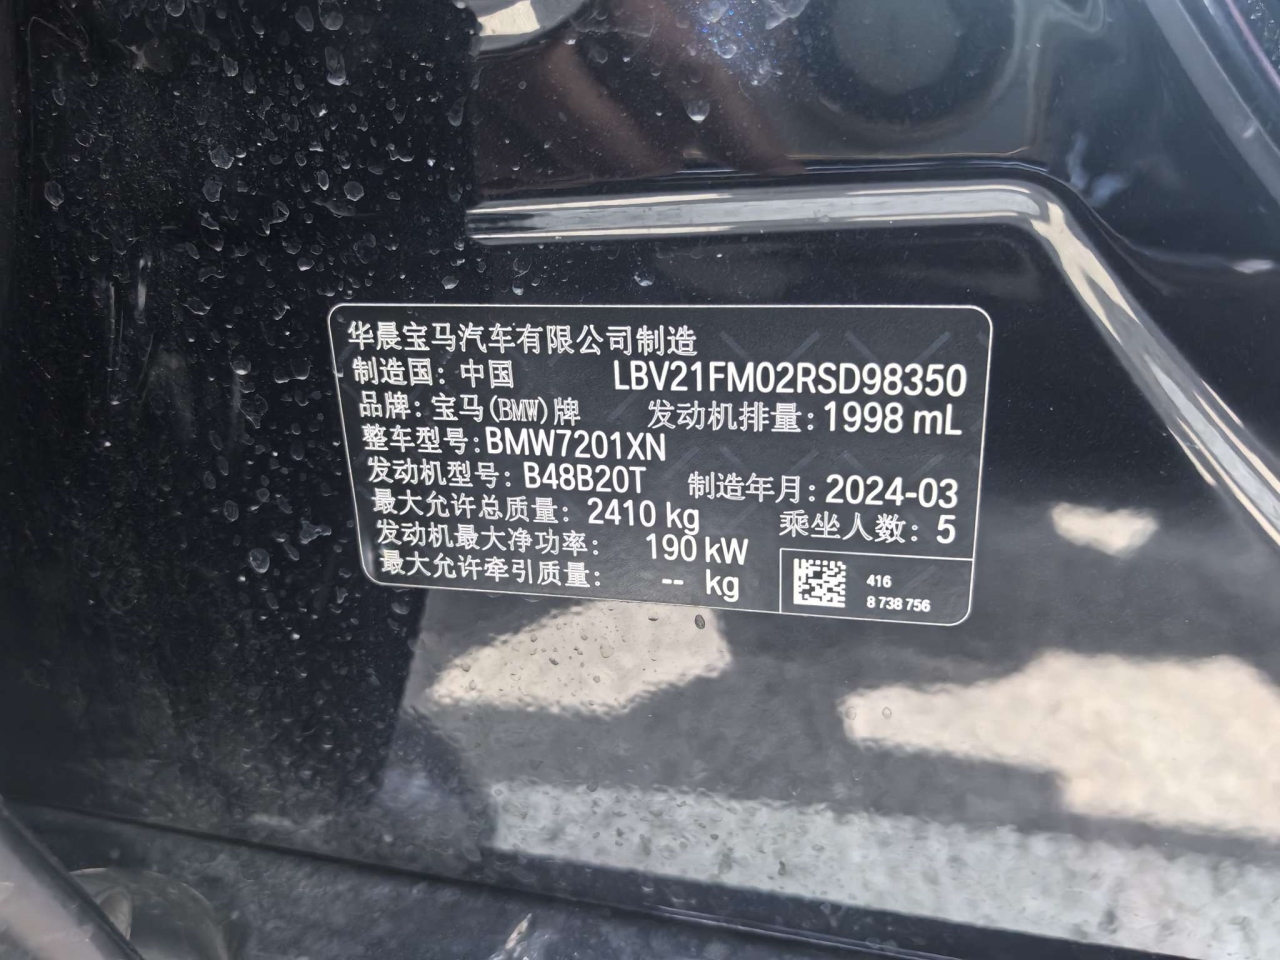 华晨宝马汽车有限公司制造
制造国：中国 LBV21FM02RSD98350
品牌：宝马(BMW)牌 发动机排量：1998 mL
整车型号：BMW7201XN
发动机型号：B48B20T 制造年月：2024-03
最大允许总质量：2410 kg 乘坐人数：5
发动机最大净功率： 190 kW
最大允许牵引质量： -- kg
416
8 738 756